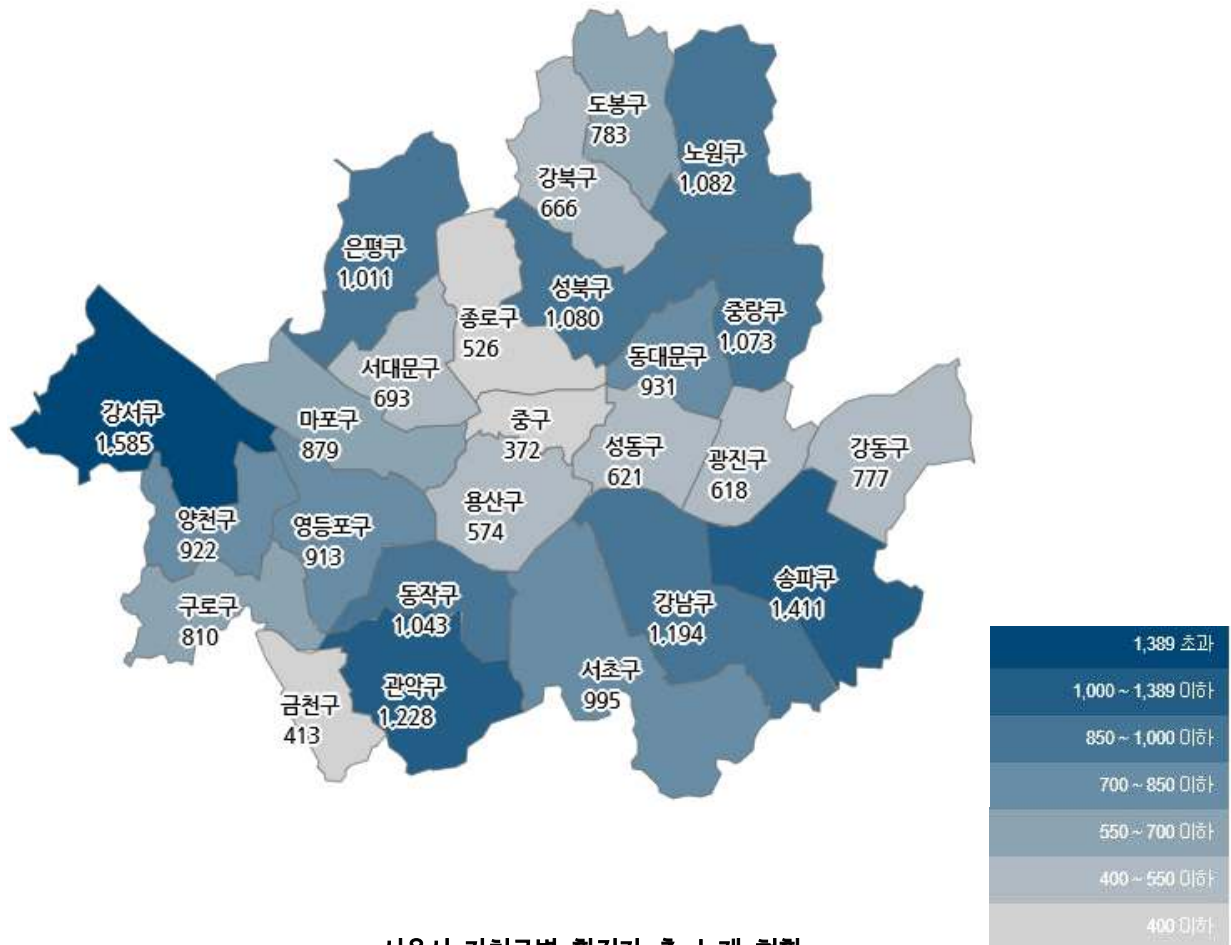 도봉구
783
노원구
1,082
강북구
666
은평구
1,011
성북구
1,080
중랑구
1,073
종로구
526
동대문구
931
서대문구
693
강서구
1,585
마포구
879
중구
372
성동구
621
광진구
618
강동구
777
용산구
574
양천구
922
영등포구
913
송파구
1,411
구로구
810
동작구
1,043
강남구
1,194
서초구
995
관악구
1,228
금천구
413
1,389 초과
1,000 ~ 1,389 이하
850 ~ 1,000 이하
700 ~ 850 이하
550 ~ 700 이하
400 ~ 550 이하
400 이하